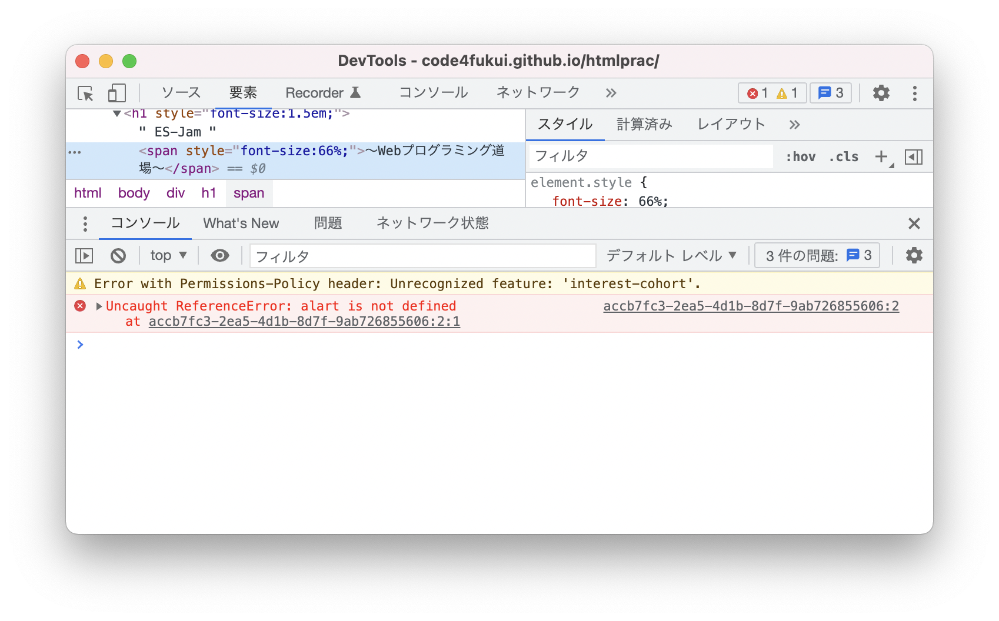 DevTools - code4fukui.github.io/htmlprac/
ソース 要素 Recorder コンソール ネットワーク » 1 1 3
▼<h1 style="font-size:1.5em;">
" ES-Jam "
<span style="font-size:66%;">〜Webプログラミング道
場〜</span> == $0
html body div h1 span
スタイル 計算済み レイアウト »
フィルタ :hov .cls +
element.style {
font-size: 66%;
コンソール What's New 問題 ネットワーク状態
top ▼ フィルタ デフォルト レベル ▼ 3 件の問題: 3
Error with Permissions-Policy header: Unrecognized feature: 'interest-cohort'.
Uncaught ReferenceError: alart is not defined accb7fc3-2ea5-4d1b-8d7f-9ab726855606:2
at accb7fc3-2ea5-4d1b-8d7f-9ab726855606:2:1